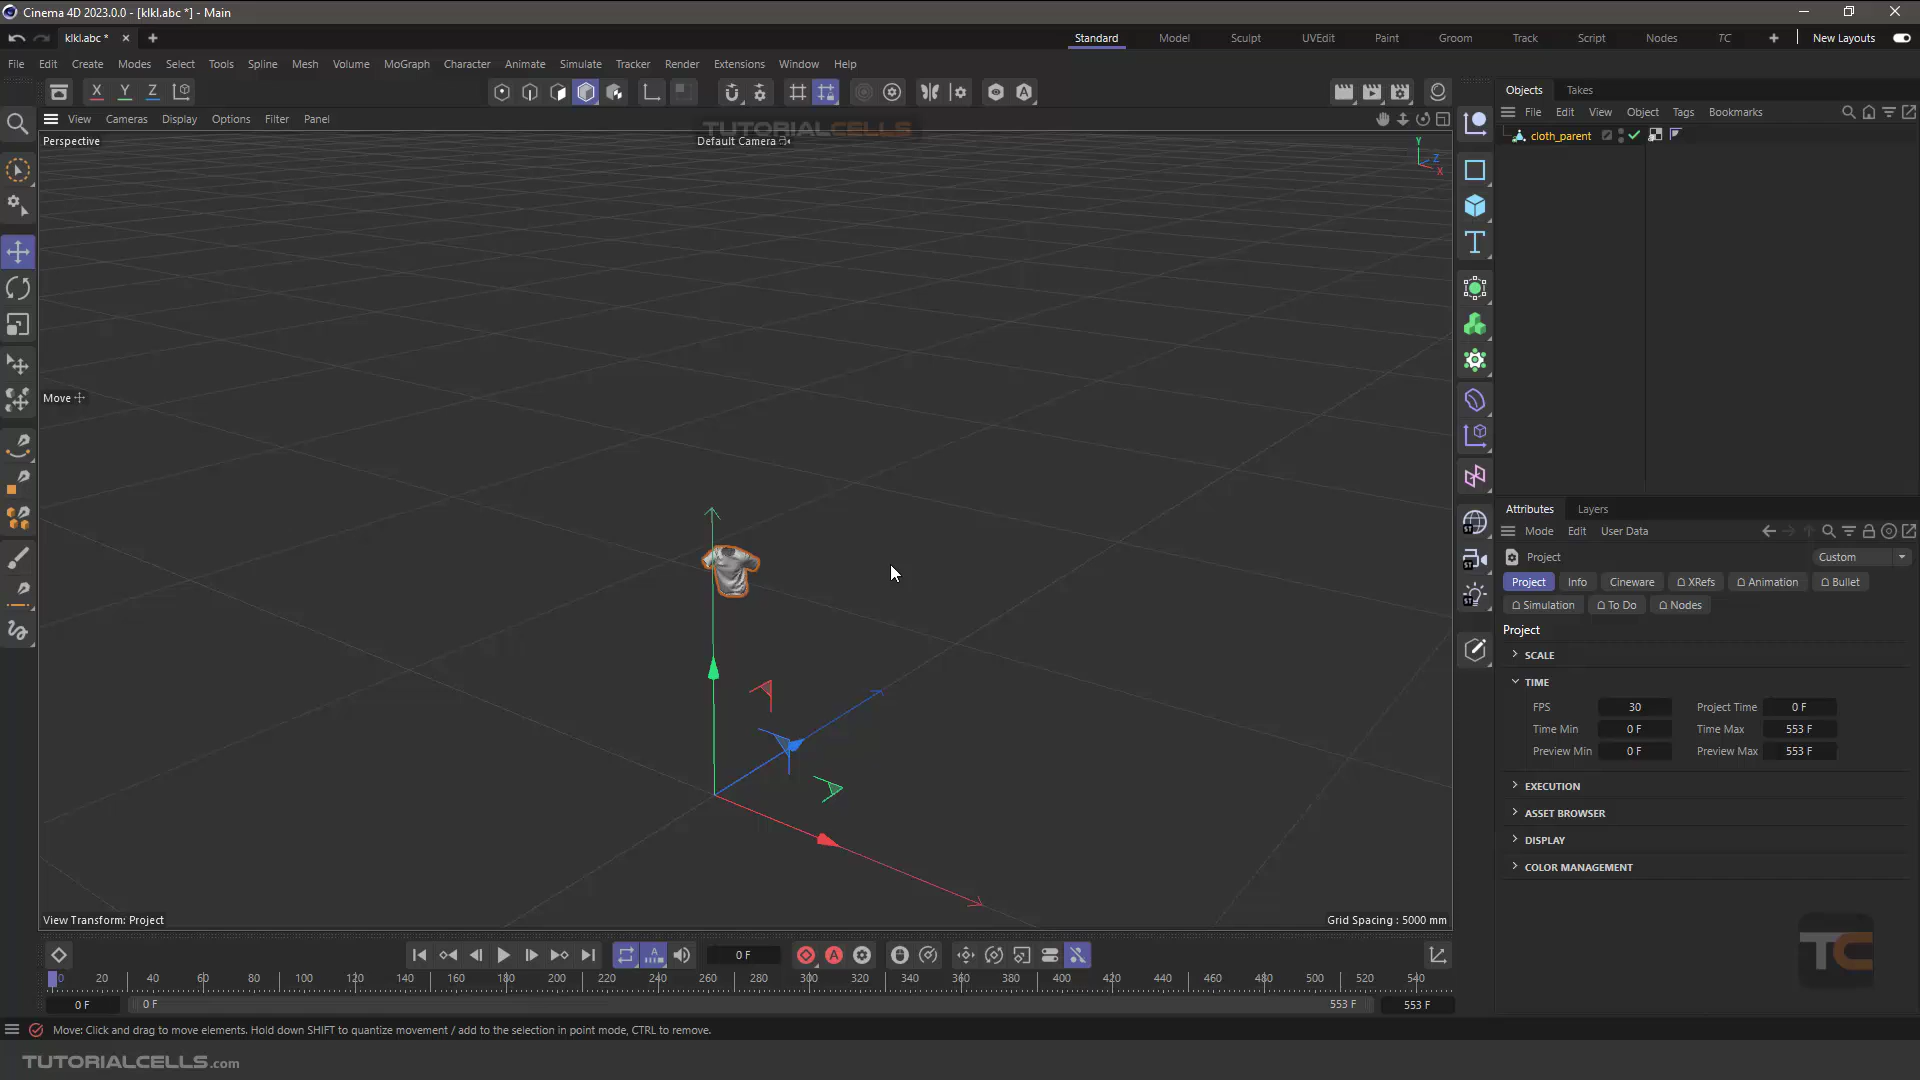 Cinema 4D 2023.0.0 - [klkl.abc *] - Main
klkl.abc *
Standard Model Sculpt UVEdit Paint Groom Track Script Nodes TC New Layouts
File Edit Create Modes Select Tools Spline Mesh Volume MoGraph Character Animate Simulate Tracker Render Extensions Window Help
X Y Z
Objects Takes
File Edit View Object Tags Bookmarks
View Cameras Display Options Filter Panel
TUTORIALCELLS
cloth_parent
Perspective
Default Camera
Y
Z
X
Move
Attributes Layers
Mode Edit User Data
Project Custom
Project Info Cineware XRefs Animation Bullet
Simulation To Do Nodes
Project
SCALE
TIME
FPS 30 Project Time 0 F
Time Min 0 F Time Max 553 F
Preview Min 0 F Preview Max 553 F
EXECUTION
ASSET BROWSER
DISPLAY
COLOR MANAGEMENT
View Transform: Project
Grid Spacing : 5000 mm
0 F
0 20 40 60 80 100 120 140 160 180 200 220 240 260 280 300 320 340 360 380 400 420 440 460 480 500 520 540
0 F 0 F 553 F 553 F
TC
Move: Click and drag to move elements. Hold down SHIFT to quantize movement / add to the selection in point mode, CTRL to remove.
TUTORIALCELLS.com